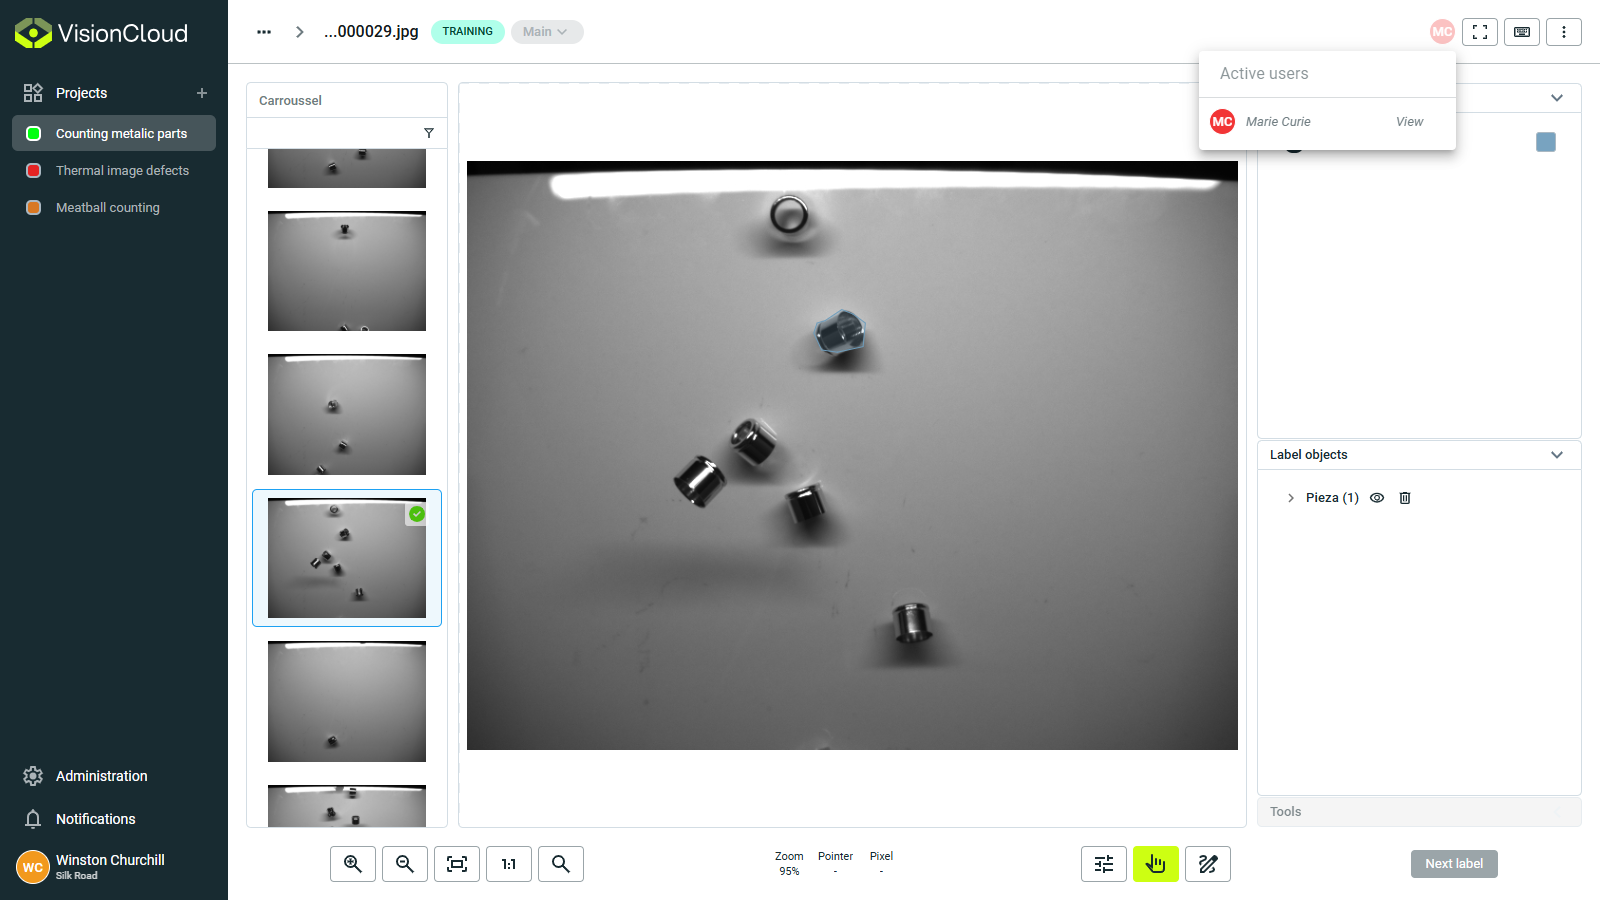 VisionCloud
Projects
Counting metalic parts
Thermal image defects
Meatball counting
Administration
Notifications
WC
Winston Churchill
Silk Road
...
...000029.jpg
TRAINING
Main
MC
Active users
MC
Marie Curie
View
Carroussel
Label objects
Pieza (1)
Tools
1:1
Zoom
Pointer
Pixel
95%
-
-
Next label